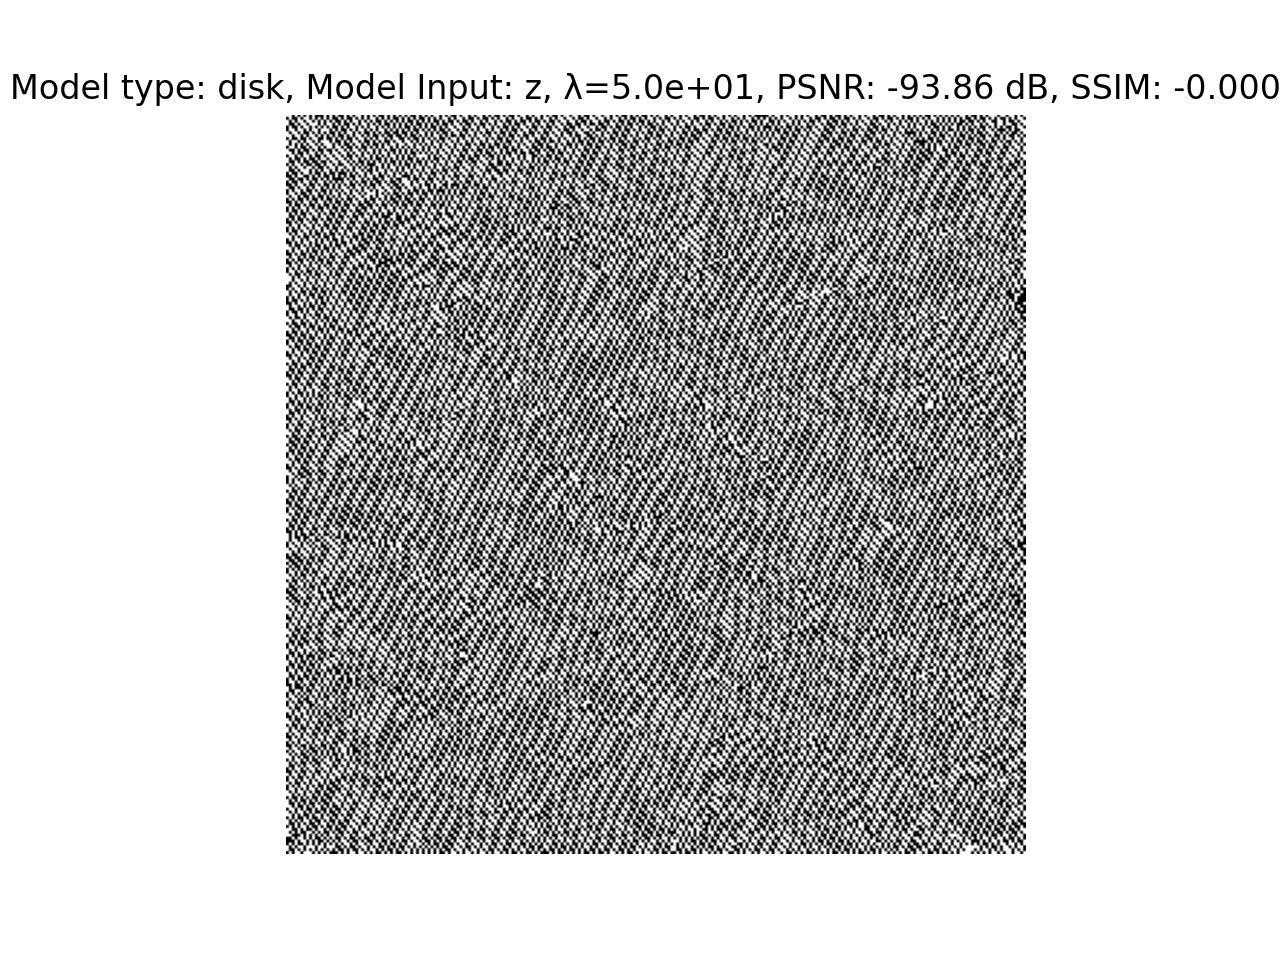 Model type: disk, Model Input: z, λ=5.0e+01, PSNR: -93.86 dB, SSIM: -0.000